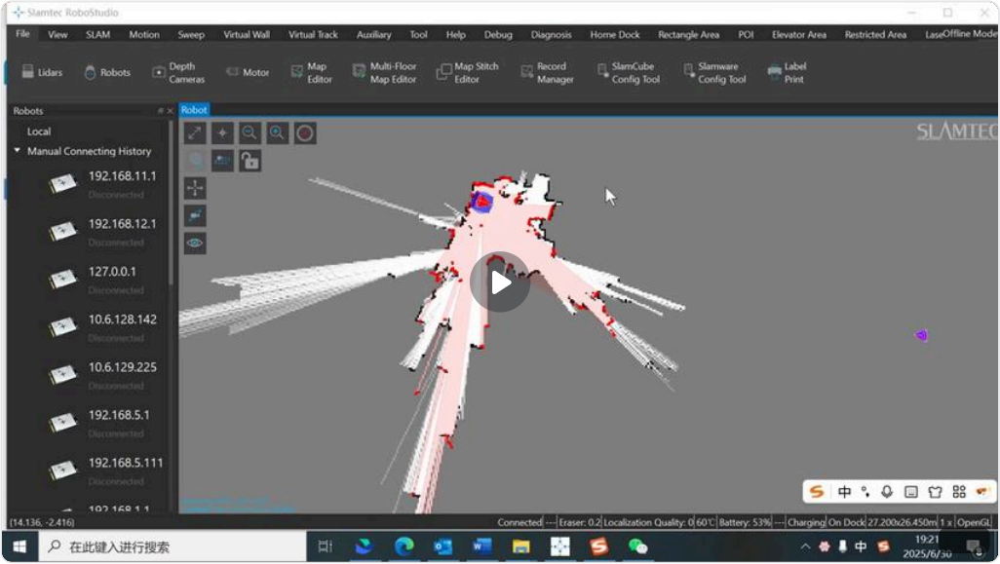 Slamtec RoboStudio
File View SLAM Motion Sweep Virtual Wall Virtual Track Auxiliary Tool Help Debug Diagnosis Home Dock Rectangle Area POI Elevator Area Restricted Area Lase Offline Mode
Lidars Robots Depth Cameras Motor Map Editor Multi-Floor Map Editor Map Stitch Editor Record Manager SlamCube Config Tool Slamware Config Tool Label Print
Robots
Robot
Local
SLAMTEC
Manual Connecting History
192.168.11.1
Disconnected
192.168.12.1
Disconnected
127.0.0.1
Disconnected
10.6.128.142
Disconnected
10.6.129.225
Disconnected
192.168.5.1
Disconnected
192.168.5.111
Disconnected
192.168.1.1
中
(14.136, -2.416)
Connected --- Eraser: 0.2 Localization Quality: 0 60℃ Battery: 53% --- Charging On Dock 27.200x26.450m 1 x OpenGL
在此键入进行搜索
中
19:21
2025/6/30